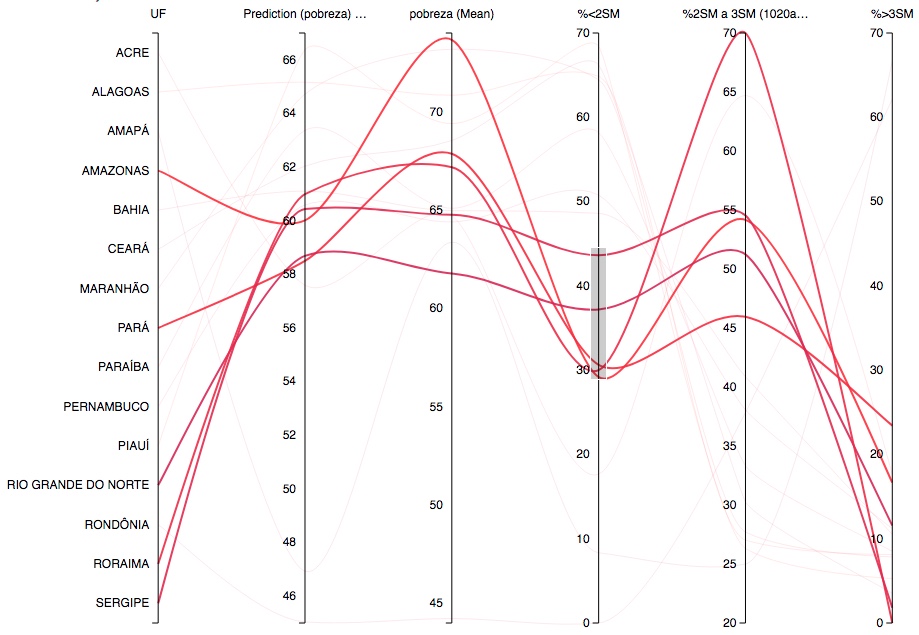 UF
Prediction (pobreza) …
pobreza (Mean)
%<2SM
%2SM a 3SM (1020a…
%>3SM
ACRE
ALAGOAS
AMAPÁ
AMAZONAS
BAHIA
CEARÁ
MARANHÃO
PARÁ
PARAÍBA
PERNAMBUCO
PIAUÍ
RIO GRANDE DO NORTE
RONDÔNIA
RORAIMA
SERGIPE
66
64
62
60
58
56
54
52
50
48
46
70
65
60
55
50
45
70
60
50
40
30
20
10
0
70
65
60
55
50
45
40
35
30
25
20
70
60
50
40
30
20
10
0